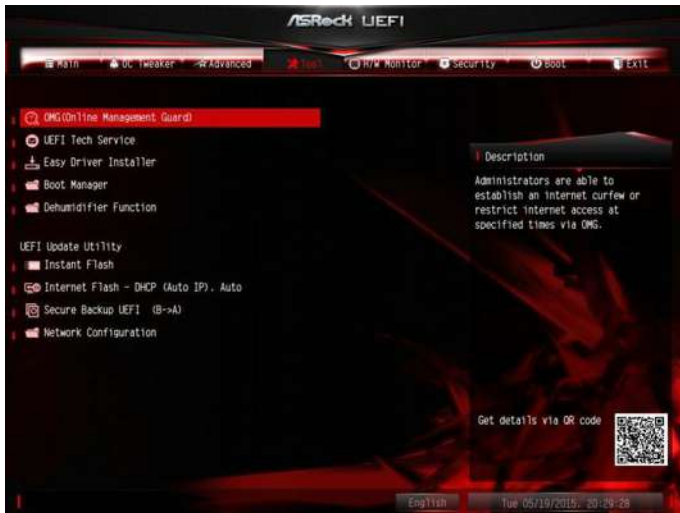 ASRock UEFI
Main OC Tweaker Advanced Tool H/W Monitor Security Boot Exit
OMG(Online Management Guard)
UEFI Tech Service
Easy Driver Installer
Boot Manager
Dehumidifier Function
UEFI Update Utility
Instant Flash
Internet Flash - DHCP (Auto IP), Auto
Secure Backup UEFI (B->A)
Network Configuration
Description
Administrators are able to
establish an internet curfew or
restrict internet access at
specified times via OMG.
Get details via QR code
English
Tue 05/19/2015, 20:29:28